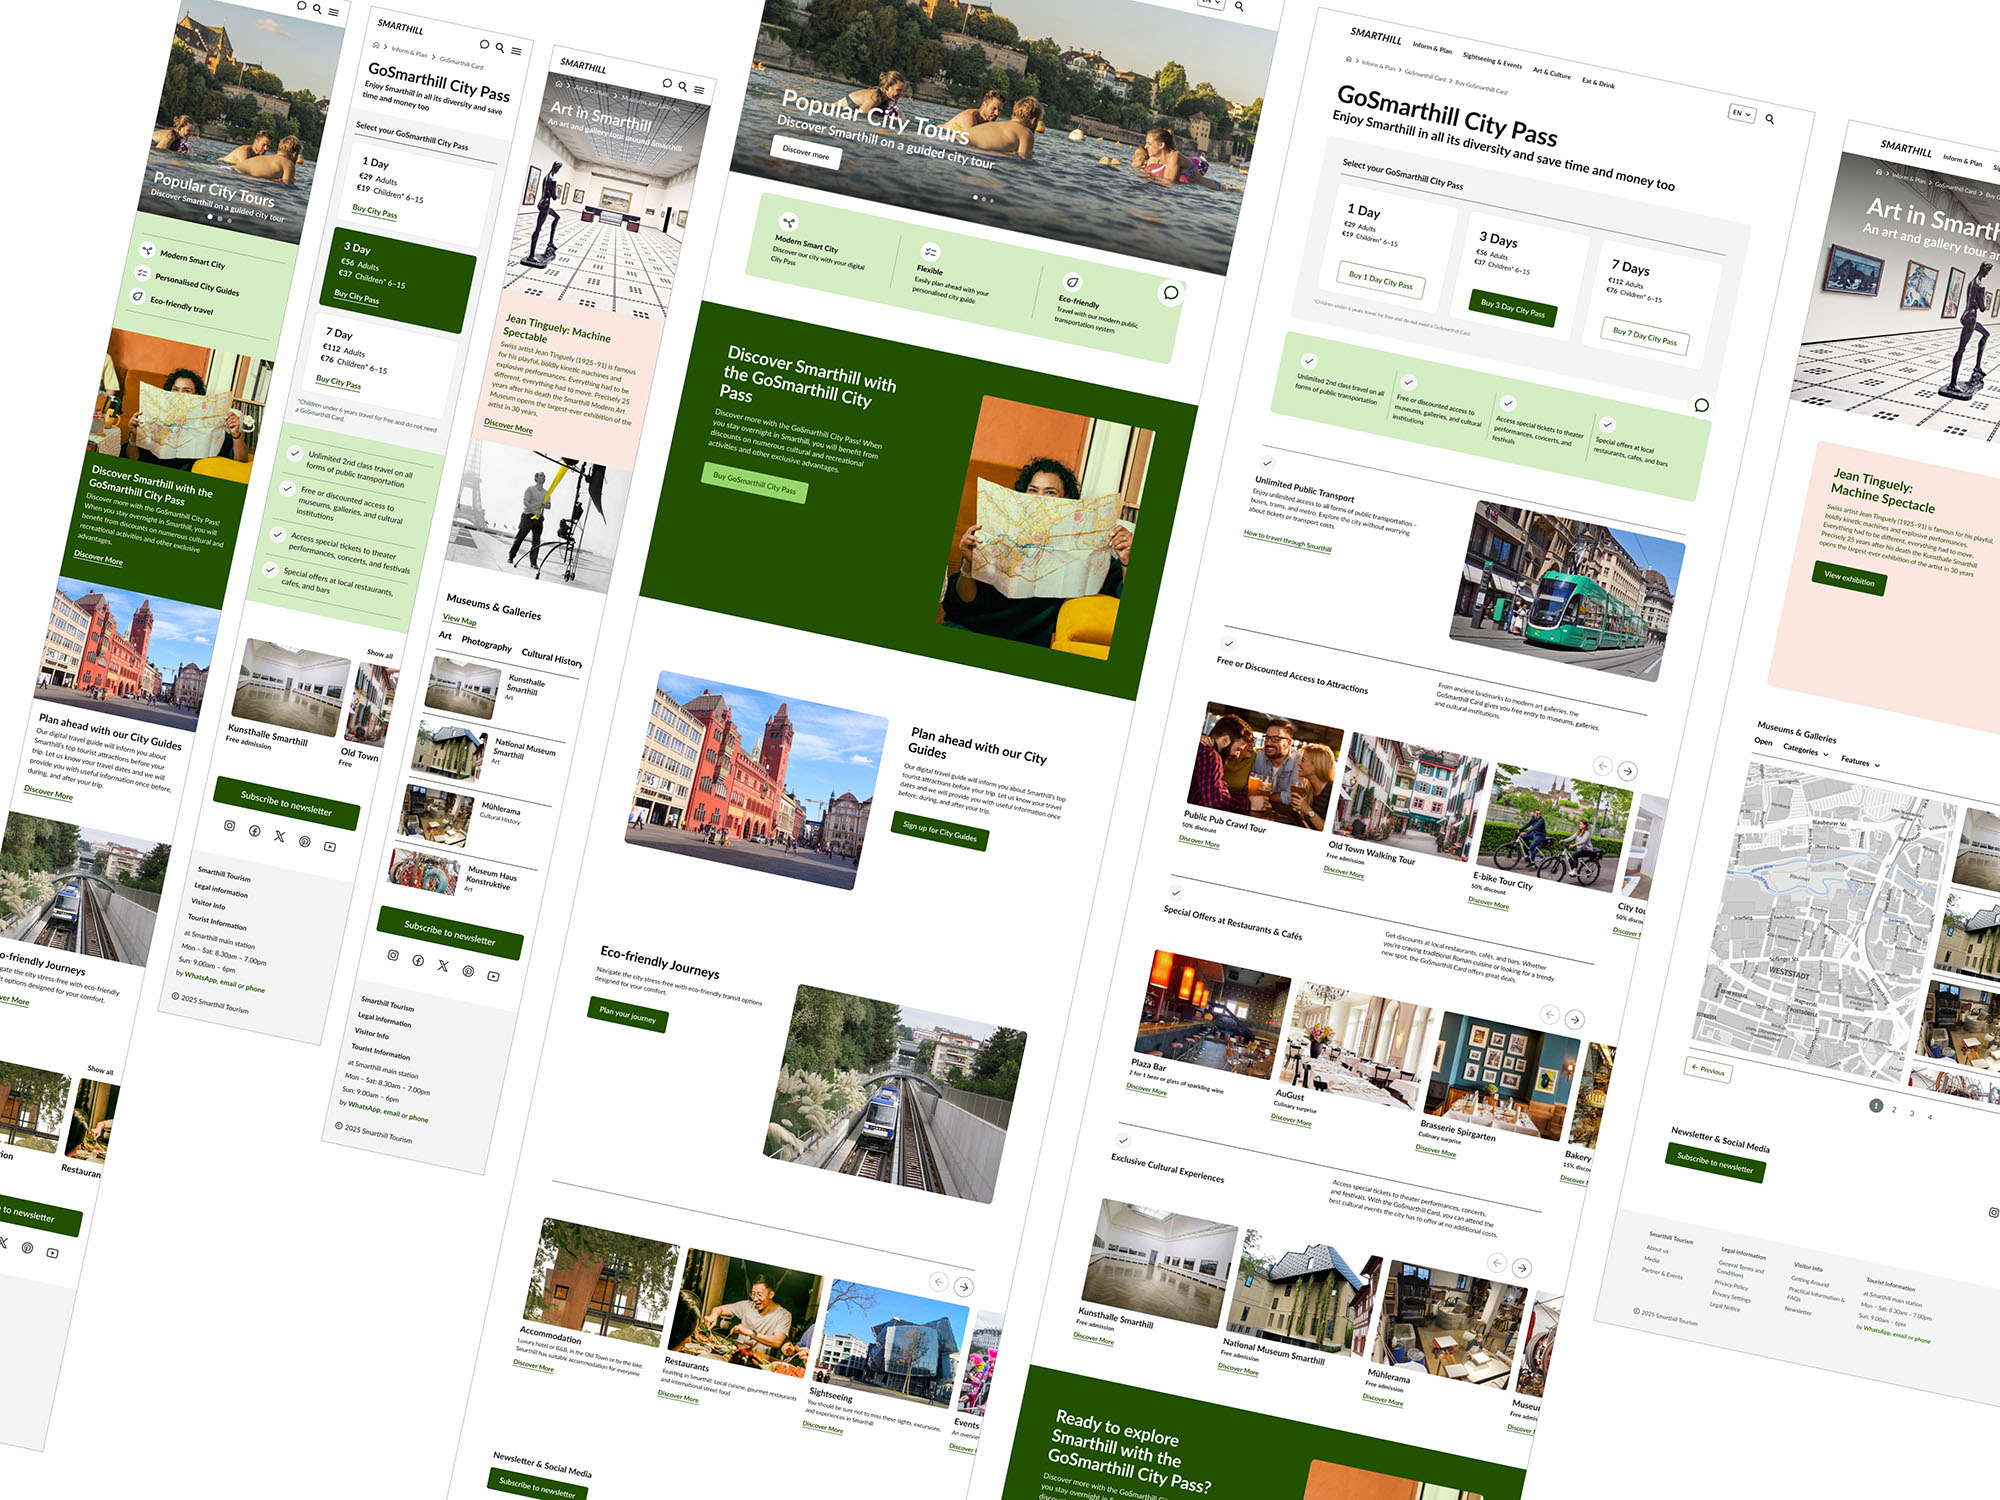 Popular City Tours
Discover Smarthill on a guided city tour
Modern Smart City
Personalised City Guides
Eco-friendly travel
Discover Smarthill with the
GoSmarthill City Pass
Discover more with the GoSmarthill City Pass!
When you stay overnight in Smarthill, you will
benefit from discounts on numerous cultural and
recreational activities and other exclusive
advantages.
Discover More
Plan ahead with our City Guides
Our digital travel guide will inform you about
Smarthill's top tourist attractions before your
trip. Let us know your travel dates and we will
provide you with useful information once before,
during, and after your trip.
Discover More
co-friendly Journeys
gate the city stress-free with eco-friendly
t options designed for your comfort.
ver More
Show all
rion
Restauran
e to newsletter
SMARTHILL
Inform & Plan > GoSmarthill Card
GoSmarthill City Pass
Enjoy Smarthill in all its diversity and save
time and money too
Select your GoSmarthill City Pass
1 Day
€29 Adults
€19 Children* 6–15
Buy City Pass
3 Day
€56 Adults
€37 Children* 6–15
Buy City Pass
7 Day
€112 Adults
€76 Children* 6–15
Buy City Pass
*Children under 6 years travel for free and do not need
a GoSmarthill Card.
Unlimited 2nd class travel on all
forms of public transportation
Free or discounted access to
museums, galleries, and cultural
institutions
Access special tickets to theater
performances, concerts, and festivals
Special offers at local restaurants,
cafes, and bars
Show all
Kunsthalle Smarthill
Free admission
Old Town
Free
Subscribe to newsletter
Smarthill Tourism
Legal information
Visitor Info
Tourist Information
at Smarthill main station
Mon – Sat: 8.30am – 7.00pm
Sun: 9.00am – 6pm
by WhatsApp, email or phone
© 2025 Smarthill Tourism
SMARTHILL
Art & Culture > Museums and Galleries
Art in Smarthill
An art and gallery tour around Smarthill
Jean Tinguely: Machine
Spectable
Swiss artist Jean Tinguely (1925–91) is famous
for his playful, boldly kinetic machines and
explosive performances. Everything had to be
different, everything had to move. Precisely 25
years after his death the Smarthill Modern Art
Museum opens the largest-ever exhibition of the
artist in 30 years.
Discover More
Museums & Galleries
View Map
Art Photography Cultural History
Kunsthalle
Smarthill
Art
National Museum
Smarthill
Art
Mühlerama
Cultural History
Museum Haus
Konstruktive
Art
Subscribe to newsletter
Smarthill Tourism
Legal information
Visitor Info
Tourist Information
at Smarthill main station
Mon – Sat: 8.30am – 7.00pm
Sun: 9.00am – 6pm
by WhatsApp, email or phone
© 2025 Smarthill Tourism
EN
Popular City Tours
Discover Smarthill on a guided city tour
Discover more
Modern Smart City
Discover our city with your digital
City Pass
Flexible
Easily plan ahead with your
personalised city guide
Eco-friendly
Travel with our modern public
transportation system
Discover Smarthill with
the GoSmarthill City
Pass
Discover more with the GoSmarthill City Pass! When
you stay overnight in Smarthill, you will benefit from
discounts on numerous cultural and recreational
activities and other exclusive advantages.
Buy GoSmarthill City Pass
Plan ahead with our City
Guides
Our digital travel guide will inform you about Smarthill's top
tourist attractions before your trip. Let us know your travel
dates and we will provide you with useful information once
before, during, and after your trip.
Sign up for City Guides
Eco-friendly Journeys
Navigate the city stress-free with eco-friendly transit options
designed for your comfort.
Plan your journey
Accommodation
Luxury hotel or B&B, in the Old Town or by the lake.
Smarthill has suitable accommodation for everyone
Discover More
Restaurants
Feasting in Smarthill: Local cuisine, gourmet restaurants
and international street food
Discover More
Sightseeing
You should be sure not to miss these sights, excursions,
and experiences in Smarthill
Discover More
Events
An overvie
Discover
Newsletter & Social Media
Subscribe to newsletter
SMARTHILL Inform & Plan Sightseeing & Events Art & Culture Eat & Drink
EN
Inform & Plan > GoSmarthill Card > Buy GoSmarthill Card
GoSmarthill City Pass
Enjoy Smarthill in all its diversity and save time and money too
Select your GoSmarthill City Pass
1 Day
€29 Adults
€19 Children* 6–15
Buy 1 Day City Pass
3 Days
€56 Adults
€37 Children* 6–15
Buy 3 Day City Pass
7 Days
€112 Adults
€76 Children* 6–15
Buy 7 Day City Pass
*Children under 6 years travel for free and do not need a GoSmarthill Card.
Unlimited 2nd class travel on all
forms of public transportation
Free or discounted access to
museums, galleries, and cultural
institutions
Access special tickets to theater
performances, concerts, and
festivals
Special offers at local
restaurants, cafes, and bars
Unlimited Public Transport
Enjoy unlimited access to all forms of public transportation –
buses, trams, and metro. Explore the city without worrying
about tickets or transport costs.
How to travel through Smarthill
Free or Discounted Access to Attractions
From ancient landmarks to modern art galleries, the
GoSmarthill Card gives you free entry to museums, galleries,
and cultural institutions.
Public Pub Crawl Tour
50% discount
Discover More
Old Town Walking Tour
Free admission
Discover More
E-bike Tour City
50% discount
Discover More
City tou
50% disco
Discover
Special Offers at Restaurants & Cafés
Get discounts at local restaurants, cafés, and bars. Whether
you're craving traditional Roman cuisine or looking for a trendy
new spot, the GoSmarthill Card offers great deals.
Plaza Bar
2 for 1 beer or glass of sparkling wine
Discover More
AuGust
Culinary surprise
Discover More
Brasserie Spirgarten
Culinary surprise
Discover More
Bakery
15% disco
Discover
Exclusive Cultural Experiences
Access special tickets to theater performances, concerts,
and festivals. With the GoSmarthill Card, you can attend the
best cultural events the city has to offer at no additional costs.
Kunsthalle Smarthill
Free admission
Discover More
National Museum Smarthill
Free admission
Discover More
Mühlerama
Free admission
Discover More
Museu
Free admis
Discover
Ready to explore
Smarthill with the
GoSmarthill City Pass?
Discover more with the GoSmarthill
you stay overnight in Smarthill,
SMARTHILL Inform & Plan
Inform & Plan > GoSmarthill Card > Buy G
Art in Smarth
An art and gallery tour a
Jean Tinguely:
Machine Spectacle
Swiss artist Jean Tinguely (1925–91) is famous for his playful,
boldly kinetic machines and explosive performances.
Everything had to be different, everything had to move.
Precisely 25 years after his death the Kunsthalle Smarthill
opens the largest-ever exhibition of the artist in 30 years
View exhibition
Museums & Galleries
Open Categories Features
Blaubeurer Str.
WESTSTADT
Söflinger Str.
Wagnerstr.
Previous
1 2 3 4
Newsletter & Social Media
Subscribe to newsletter
Smarthill Tourism
About us
Media
Partner & Events
Legal information
General Terms and
Conditions
Privacy Policy
Privacy Settings
Legal Notice
Visitor Info
Getting Around
Practical Information &
FAQs
Newsletter
Tourist Information
at Smarthill main station
Mon – Sat: 8.30am – 7.00pm
Sun: 9.00am – 6pm
by WhatsApp, email or phone
© 2025 Smarthill Tourism